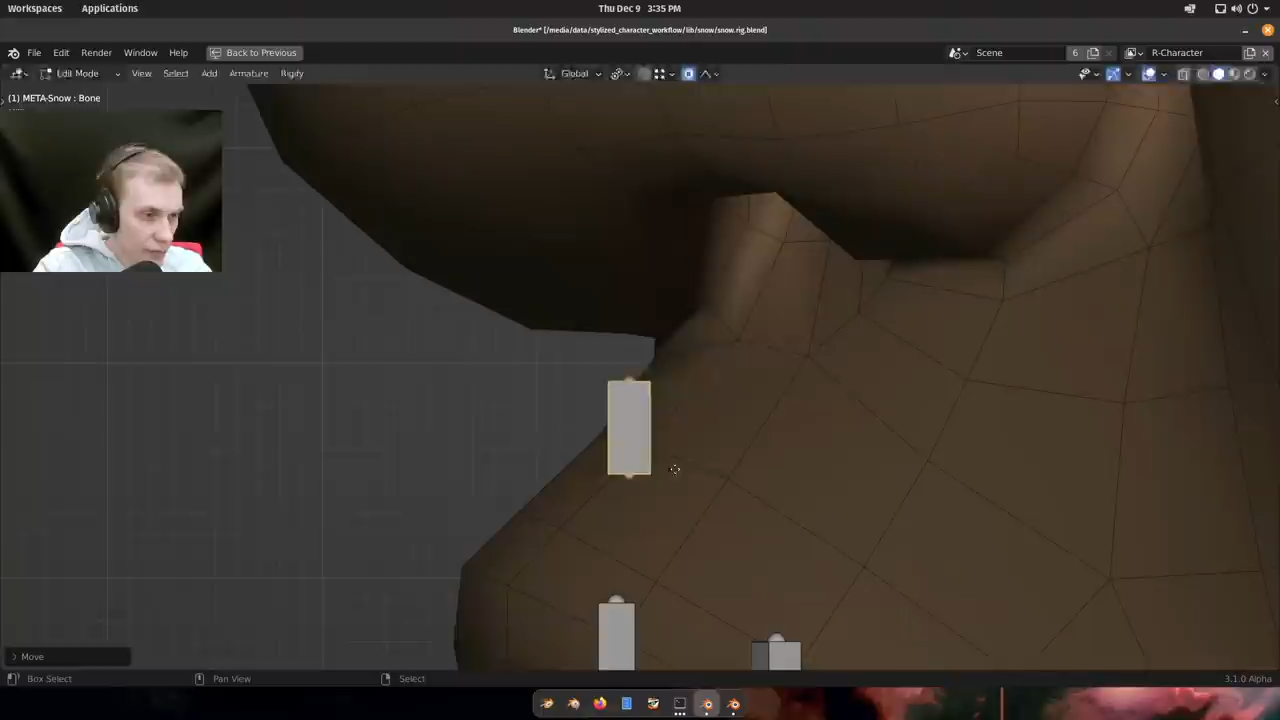 Workspaces Applications Thu Dec 9 3:35 PM
Blender* [/media/data/stylized_character_workflow/lib/snow/snow.rig.blend]
File Edit Render Window Help Back to Previous Scene 6 R-Character
Edit Mode View Select Add Armature Rigify Global
(1) META-Snow : Bone
Move
Box Select Pan View Select 3.1.0 Alpha